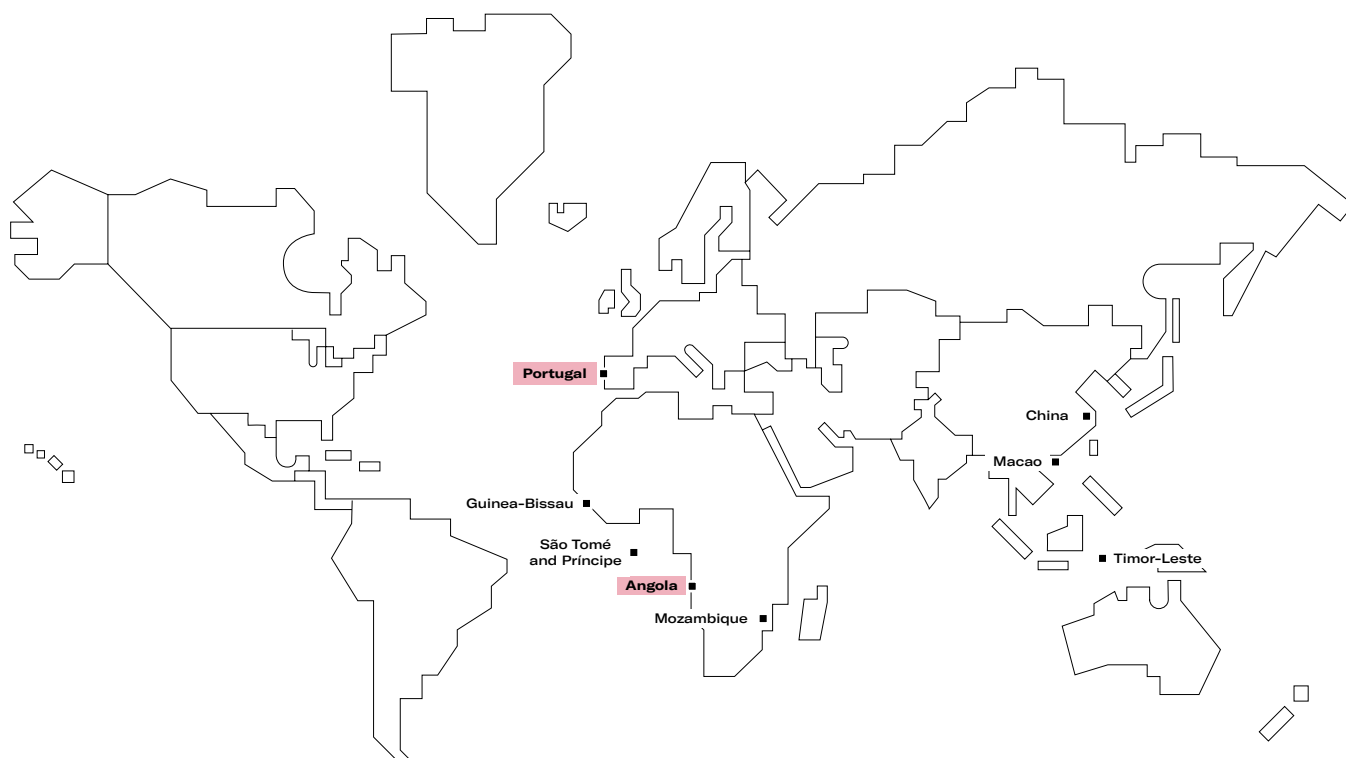 Portugal
China
Macao
Guinea-Bissau
São Tomé
and Príncipe
Timor-Leste
Angola
Mozambique